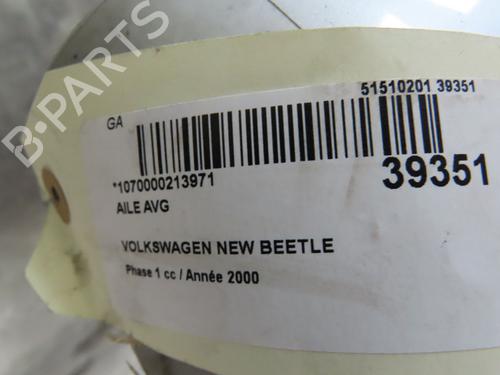 B-PARTS
GA
51510201 39351
*1070000213971
39351
AILE AVG
VOLKSWAGEN NEW BEETLE
Phase 1 cc / Année 2000